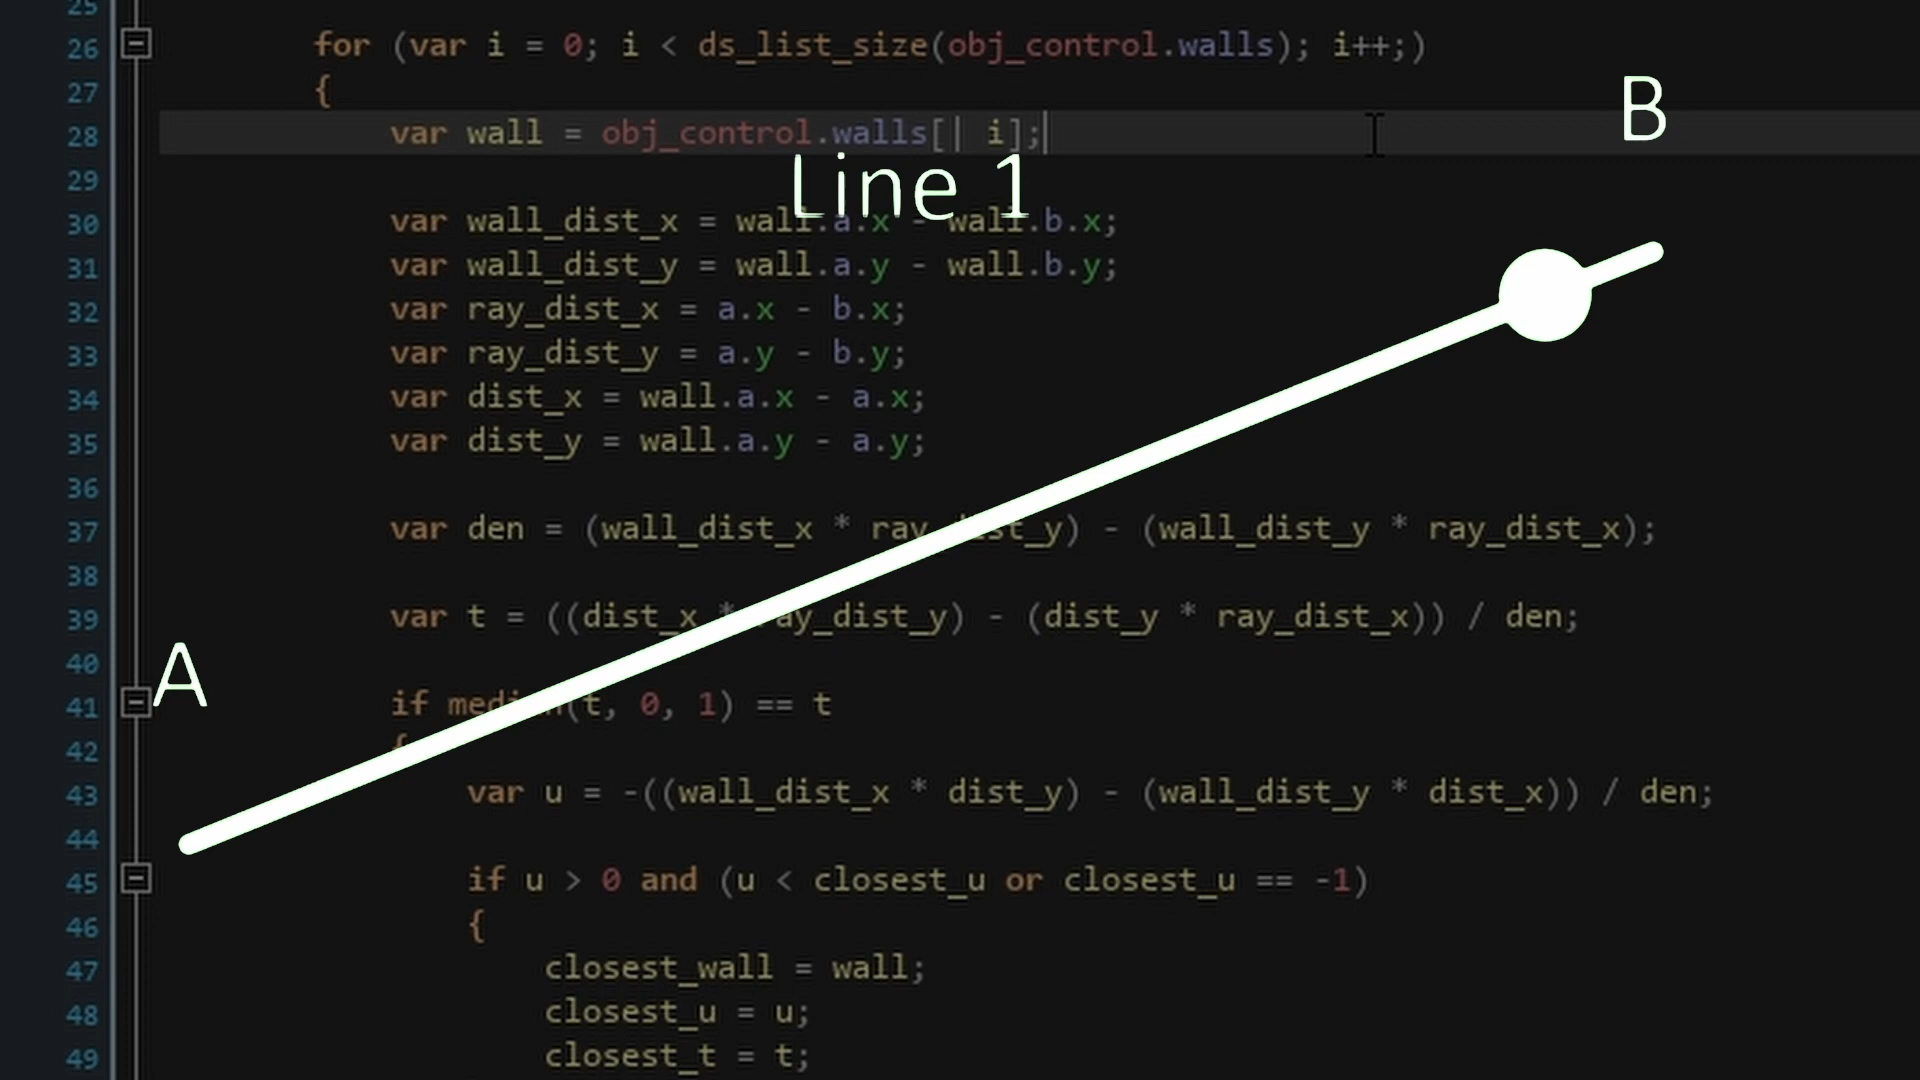 25
26 for (var i = 0; i < ds_list_size(obj_control.walls); i++;)
27 {
B
28 var wall = obj_control.walls[| i];
Line 1
29
30 var wall_dist_x = wall.a.x - wall.b.x;
31 var wall_dist_y = wall.a.y - wall.b.y;
32 var ray_dist_x = a.x - b.x;
33 var ray_dist_y = a.y - b.y;
34 var dist_x = wall.a.x - a.x;
35 var dist_y = wall.a.y - a.y;
36
37 var den = (wall_dist_x * ray_dist_y) - (wall_dist_y * ray_dist_x);
38
39 var t = ((dist_x * ray_dist_y) - (dist_y * ray_dist_x)) / den;
40
A
41 if median(t, 0, 1) == t
42 {
43 var u = -((wall_dist_x * dist_y) - (wall_dist_y * dist_x)) / den;
44
45 if u > 0 and (u < closest_u or closest_u == -1)
46 {
47 closest_wall = wall;
48 closest_u = u;
49 closest_t = t;